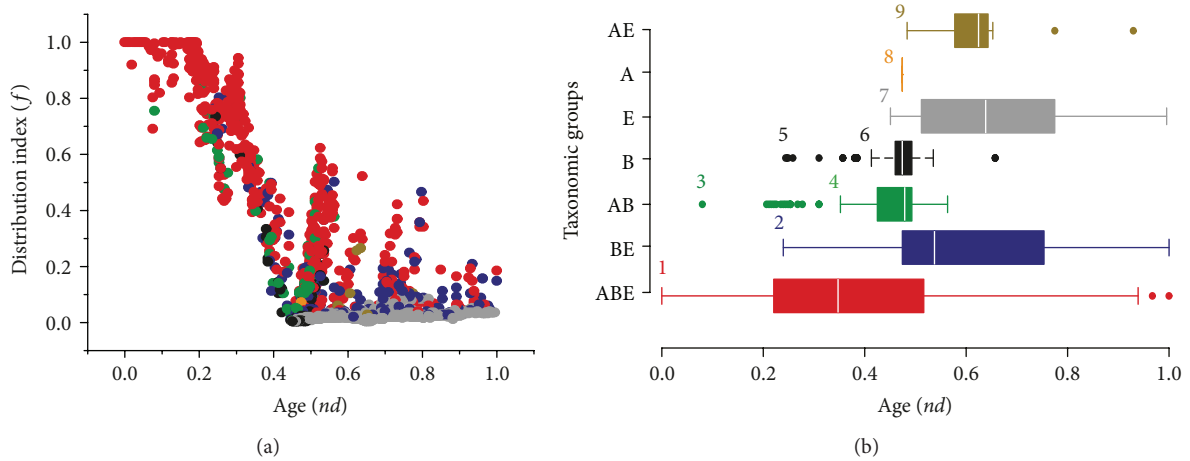 1.0
0.8
0.6
0.4
0.2
0.0
Distribution index (f)
0.0 0.2 0.4 0.6 0.8 1.0
Age (nd)
(a)
Taxonomic groups
AE
A
E
B
AB
BE
ABE
9
8
7
5 6
3 4
2
1
0.0 0.2 0.4 0.6 0.8 1.0
Age (nd)
(b)